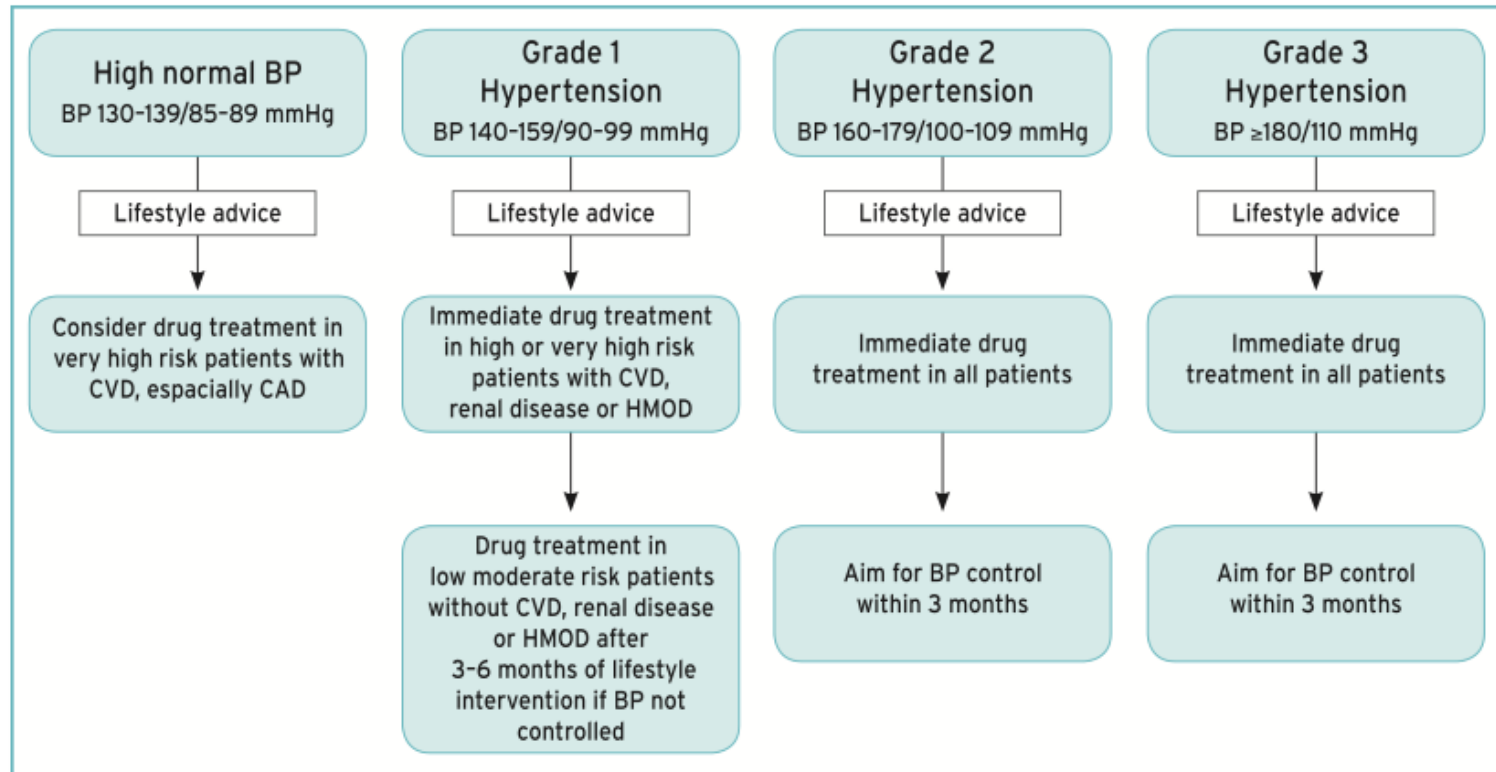 High normal BP
BP 130-139/85-89 mmHg
Lifestyle advice
Consider drug treatment in
very high risk patients with
CVD, espacially CAD
Grade 1
Hypertension
BP 140-159/90-99 mmHg
Lifestyle advice
Immediate drug treatment
in high or very high risk
patients with CVD,
renal disease or HMOD
Drug treatment in
low moderate risk patients
without CVD, renal disease
or HMOD after
3-6 months of lifestyle
intervention if BP not
controlled
Grade 2
Hypertension
BP 160-179/100-109 mmHg
Lifestyle advice
Immediate drug
treatment in all patients
Aim for BP control
within 3 months
Grade 3
Hypertension
BP ≥180/110 mmHg
Lifestyle advice
Immediate drug
treatment in all patients
Aim for BP control
within 3 months